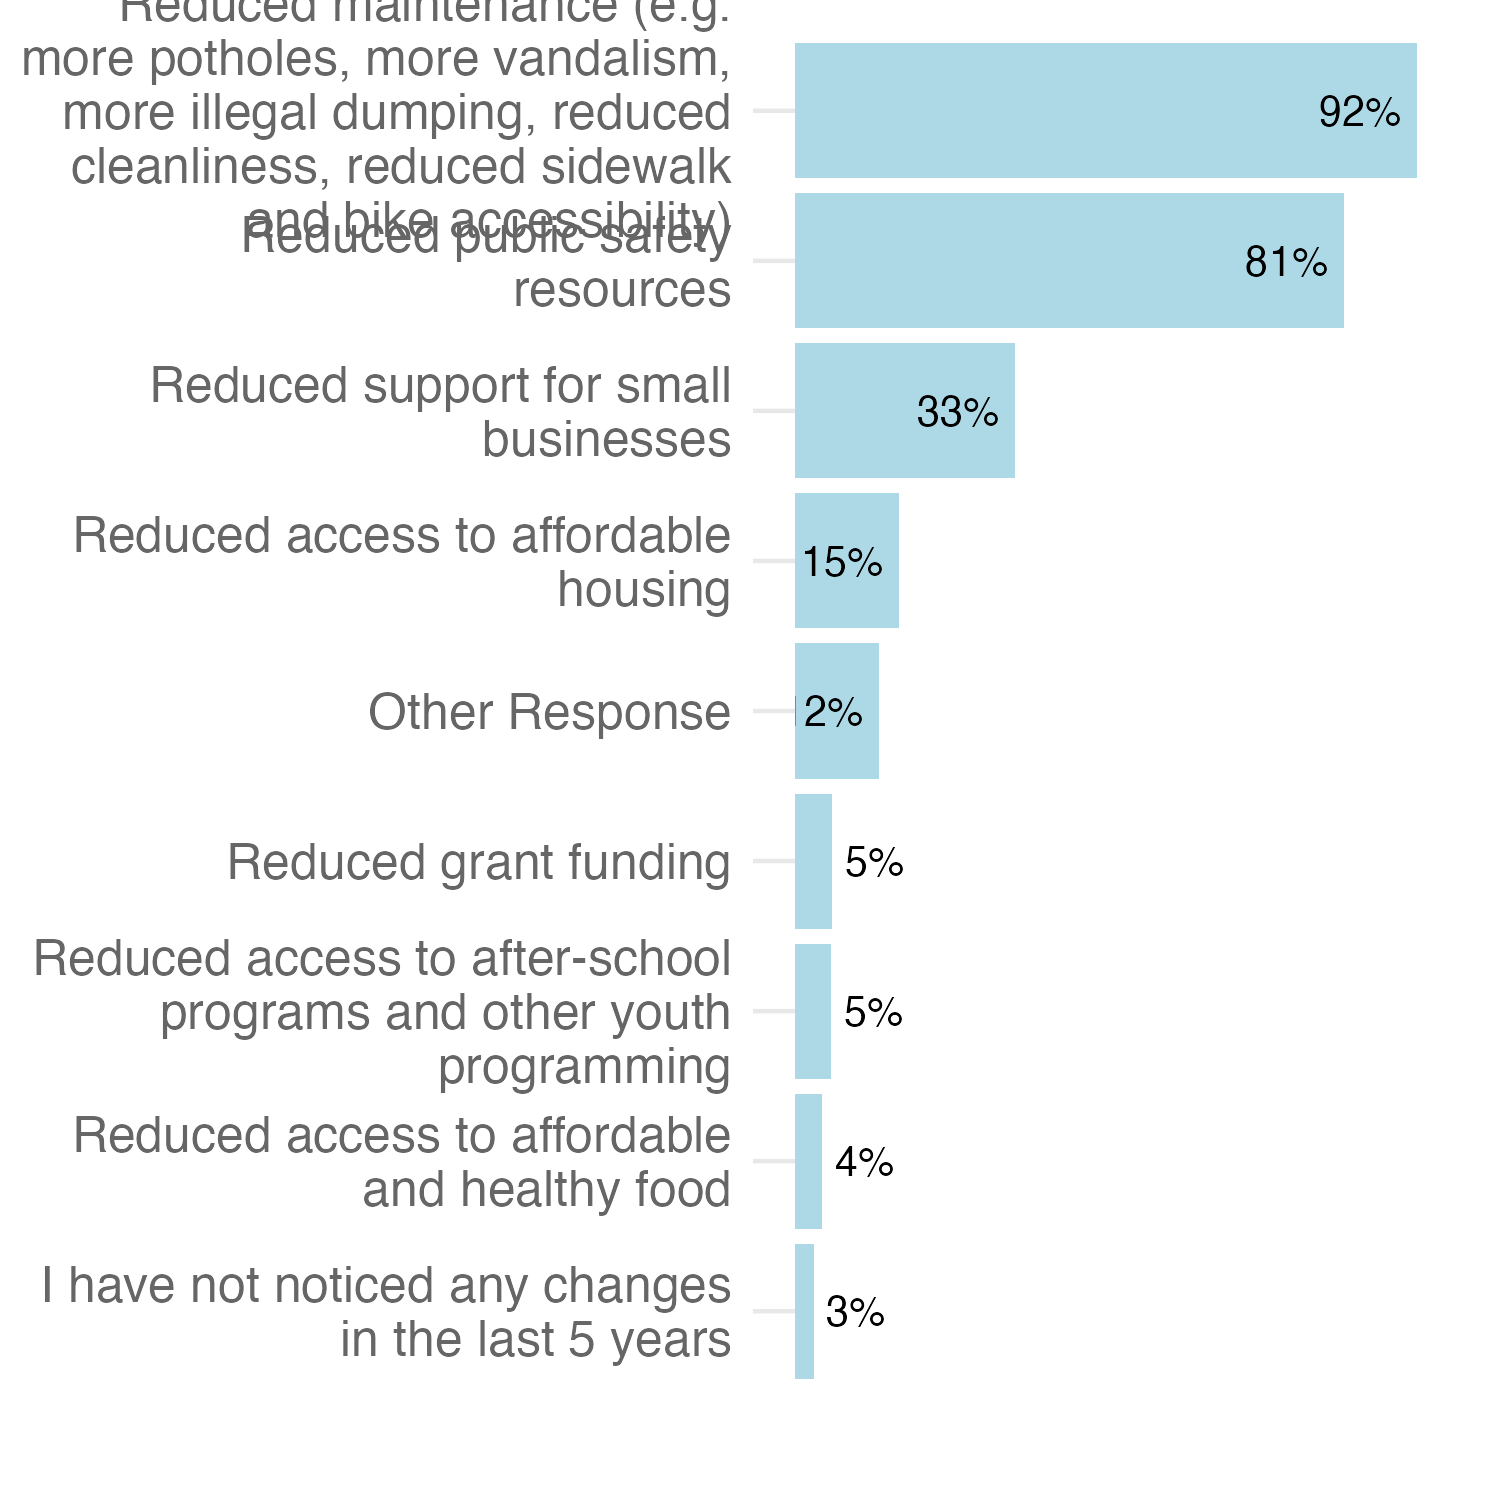 Reduced maintenance (e.g.
more potholes, more vandalism,
more illegal dumping, reduced
cleanliness, reduced sidewalk
and bike accessibility)
92%
Reduced public safety
resources
81%
Reduced support for small
businesses
33%
Reduced access to affordable
housing
15%
Other Response
12%
Reduced grant funding
5%
Reduced access to after-school
programs and other youth
programming
5%
Reduced access to affordable
and healthy food
4%
I have not noticed any changes
in the last 5 years
3%